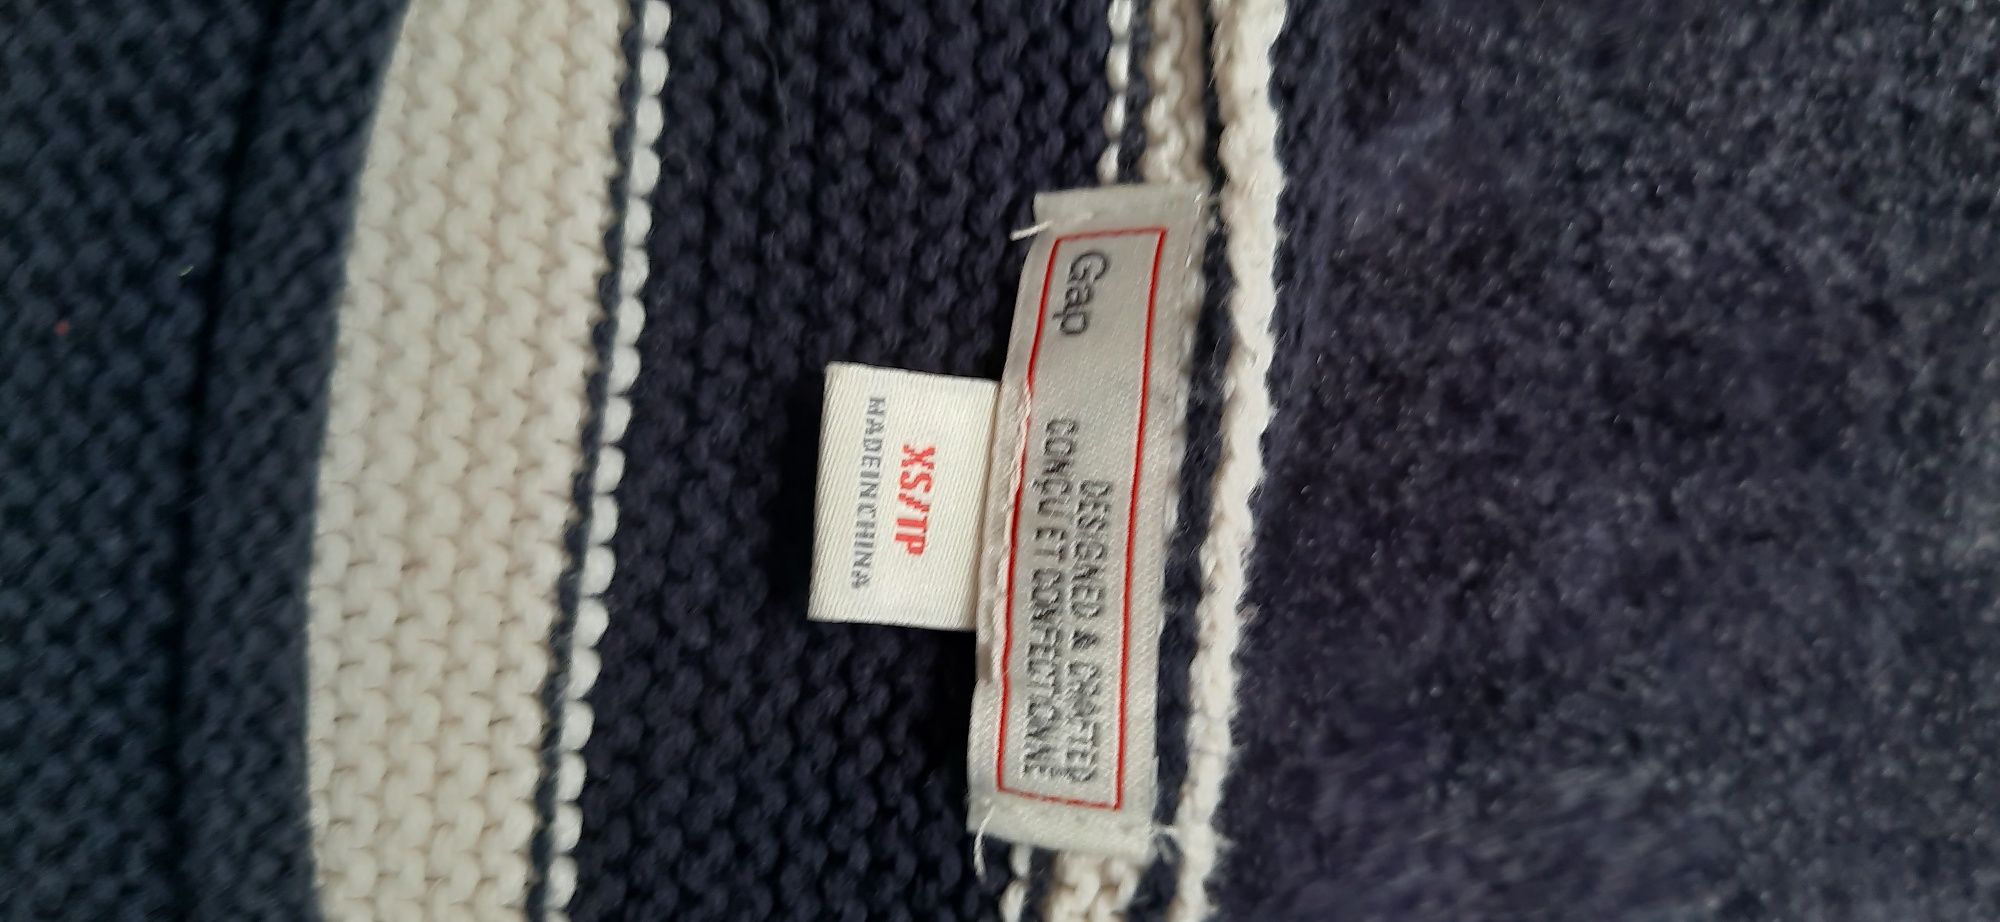 Gap
DESIGNED & CRAFTED
CONÇU ET CONFECTIONNÉ
XS/TP
MADE IN CHINA